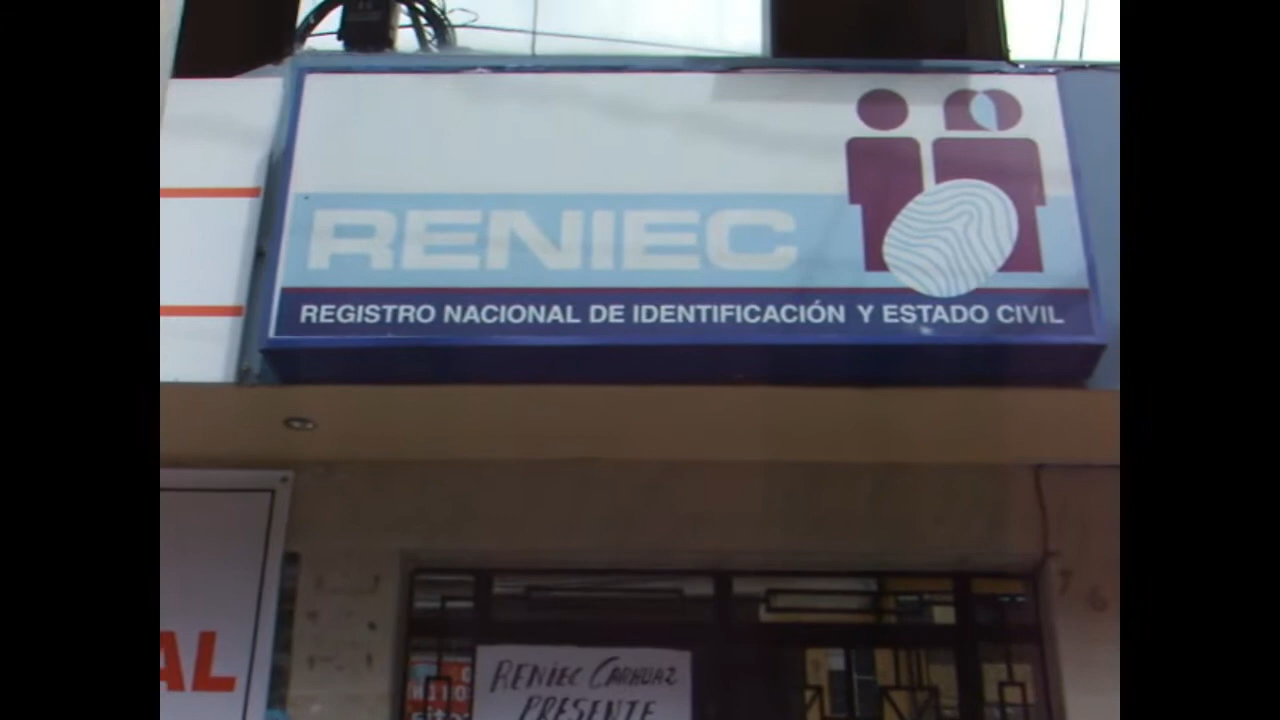 RENIEC
REGISTRO NACIONAL DE IDENTIFICACIÓN Y ESTADO CIVIL
AL
RENIEC CARHUAZ
PRESENTE